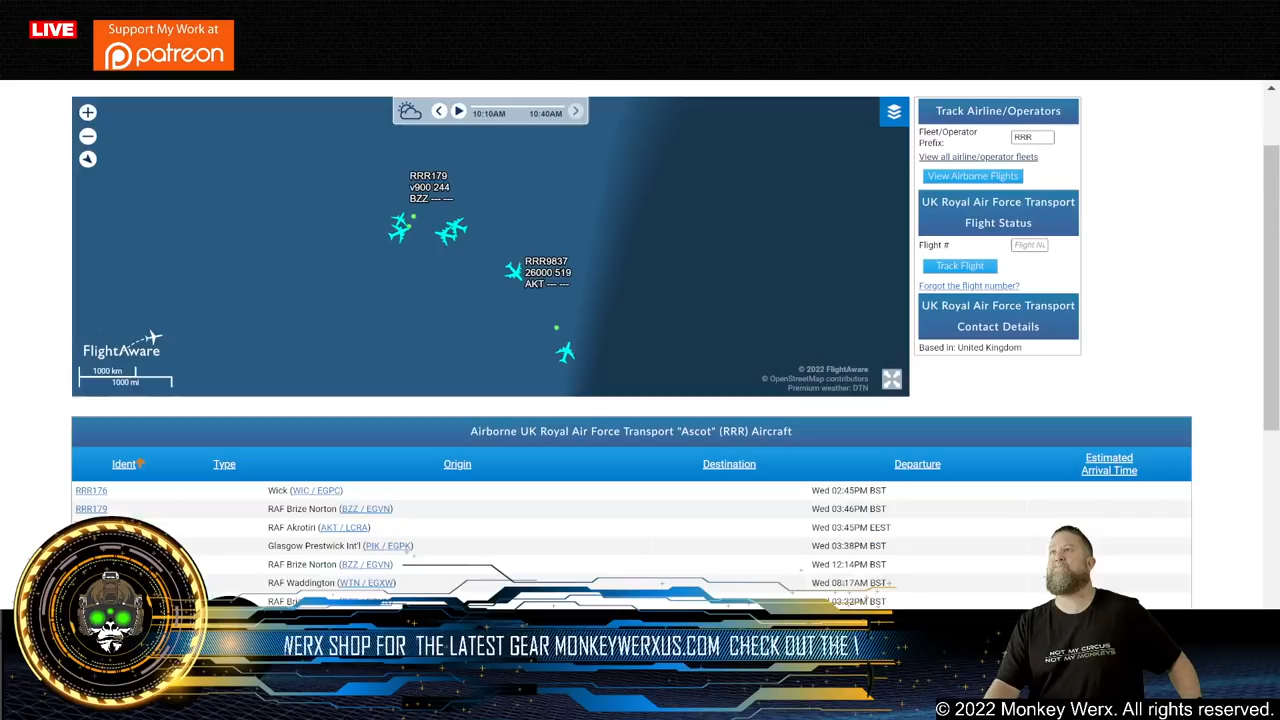 LIVE
Support My Work at
patreon
10:10AM
10:40AM
RRR179
v900 244
BZZ --- ---
RRR9837
26000 519
AKT --- ---
FlightAware
1000 km
1000 mi
© 2022 FlightAware
© OpenStreetMap contributors
Premium weather: DTN
Track Airline/Operators
Fleet/Operator
Prefix:
RRR
View all airline/operator fleets
View Airborne Flights
UK Royal Air Force Transport
Flight Status
Flight #
Track Flight
Forgot the flight number?
UK Royal Air Force Transport
Contact Details
Based in: United Kingdom
Airborne UK Royal Air Force Transport "Ascot" (RRR) Aircraft
Ident Type Origin Destination Departure Estimated
Arrival Time
RRR176 Wick (WIC / EGPC) Wed 02:45PM BST
RRR179 RAF Brize Norton (BZZ / EGVN) Wed 03:46PM BST
RAF Akrotiri (AKT / LCRA) Wed 03:45PM EEST
Glasgow Prestwick Int'l (PIK / EGPK) Wed 03:38PM BST
RAF Brize Norton (BZZ / EGVN) Wed 12:14PM BST
RAF Waddington (WTN / EGXW) Wed 08:17AM BST
RAF 03:32PM BST
WERX SHOP FOR THE LATEST GEAR MONKEYWERXUS.COM CHECK OUT THE
NOT MY CIRCUS
NOT MY MONKEYS
© 2022 Monkey Werx. All rights reserved.